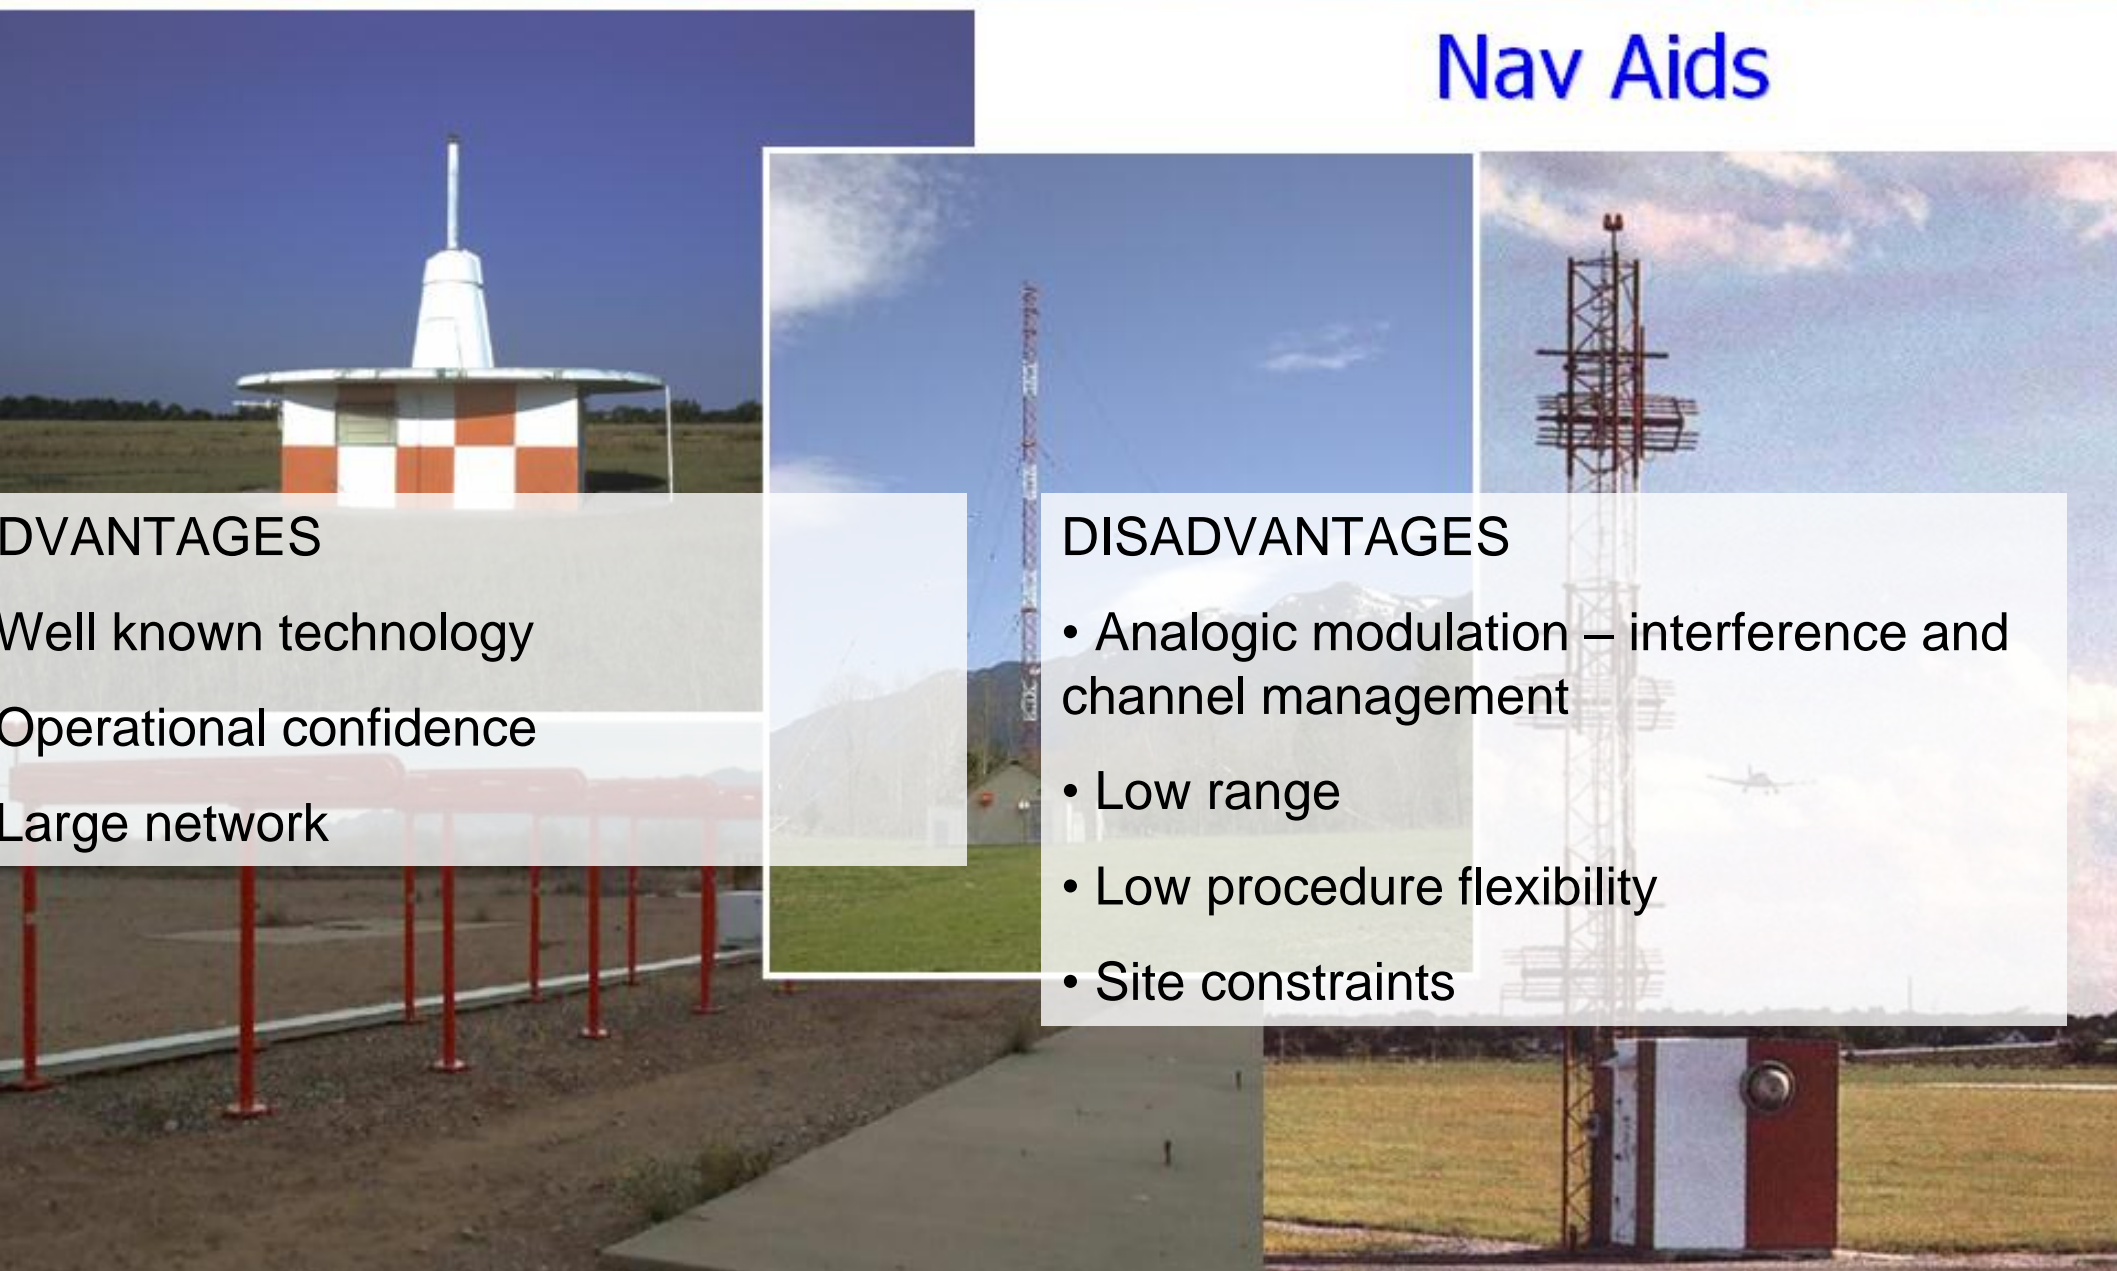 Nav Aids
DVANTAGES
Well known technology
Operational confidence
Large network
DISADVANTAGES
• Analogic modulation – interference and
channel management
• Low range
• Low procedure flexibility
• Site constraints